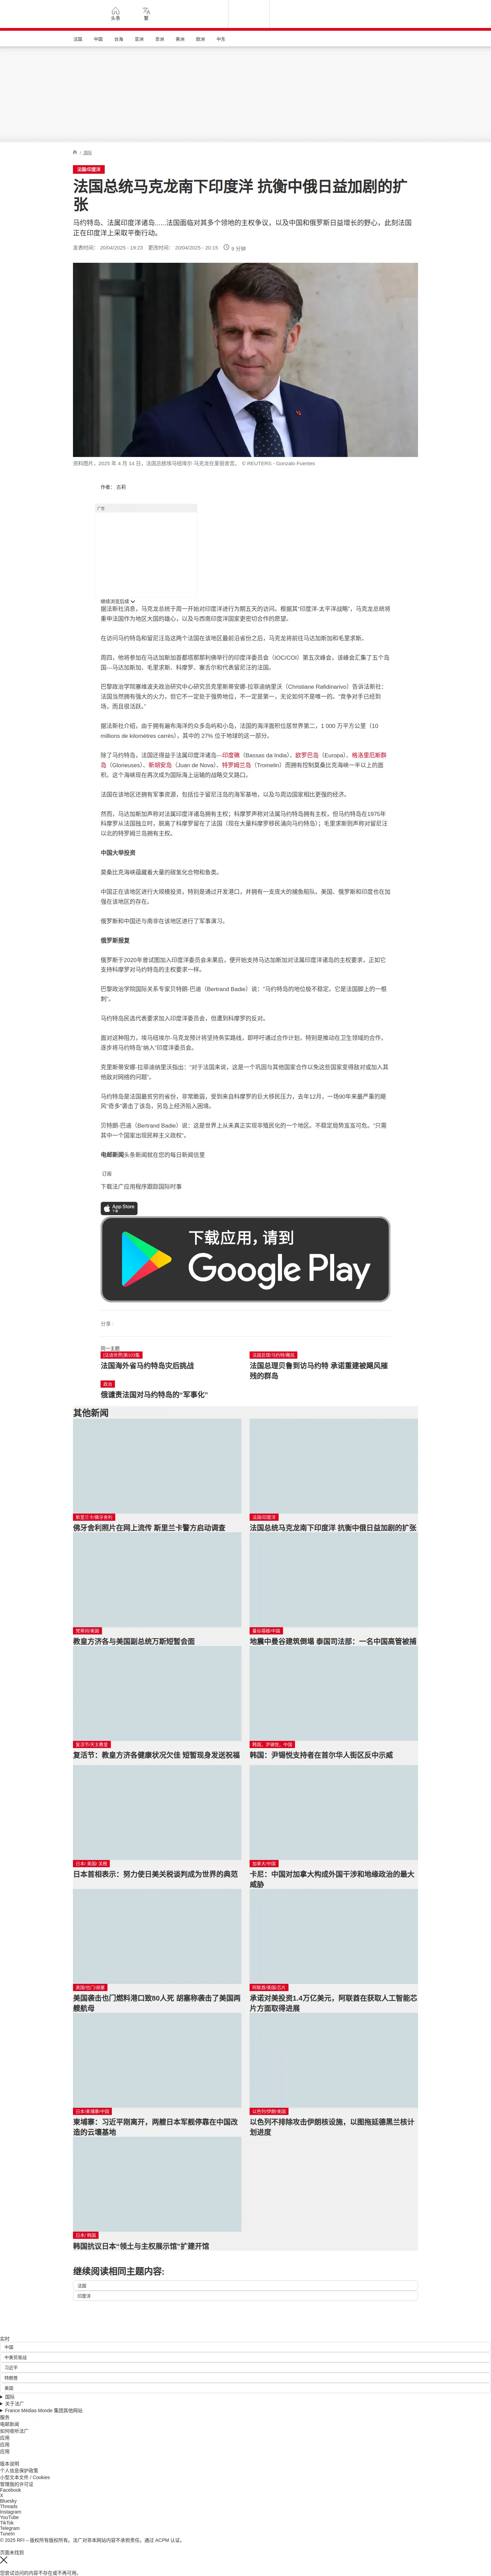 头条
繁
法国
中国
台海
亚洲
非洲
美洲
欧洲
中东
/ 国际
法国/印度洋
法国总统马克龙南下印度洋 抗衡中俄日益加剧的扩
张
马约特岛、法属印度洋诸岛……法国面临对其多个领地的主权争议，以及中国和俄罗斯日益增长的野心，此刻法国
正在印度洋上采取平衡行动。
发表时间： 20/04/2025 - 19:23 更改时间： 20/04/2025 - 20:15 9 分钟
资料图片，2025 年 4 月 14 日，法国总统埃马纽埃尔·马克龙在爱丽舍宫。 © REUTERS - Gonzalo Fuentes
作者： 古莉
广告
继续浏览后续
据法新社消息，马克龙总统于周一开始对印度洋进行为期五天的访问。根据其“印度洋-太平洋战略”，马克龙总统将
重申法国作为地区大国的雄心，以及与西南印度洋国家更密切合作的愿望。
在访问马约特岛和留尼汪岛这两个法国在该地区最前沿省份之后，马克龙将前往马达加斯加和毛里求斯。
周四，他将参加在马达加斯加首都塔那那利佛举行的印度洋委员会（IOC/COI）第五次峰会，该峰会汇集了五个岛
国---马达加斯加、毛里求斯、科摩罗、塞舌尔和代表留尼汪的法国。
巴黎政治学院塞维波夫政治研究中心研究员克里斯蒂安娜-拉菲迪纳里沃（Christiane Rafidinarivo）告诉法新社：
法国当然拥有强大的火力，但它不一定处于强势地位，不一定是第一，无论如何不是唯一的。“竞争对手已经到
场，而且很活跃。”
据法新社介绍，由于拥有遍布海洋的众多岛屿和小岛，法国的海洋面积位居世界第二，1 000 万平方公里（10
millions de kilomètres carrés)，其中的 27% 位于地球的这一部分。
除了马约特岛，法国还得益于法属印度洋诸岛—印度礁（Bassas da India）、欧罗巴岛（Europa）、格洛里厄斯群
岛（Glorieuses）、新胡安岛（Juan de Nova）、特罗姆兰岛（Tromelin）而拥有控制莫桑比克海峡一半以上的面
积。这个海峡现在再次成为国际海上运输的战略交叉路口。
法国在该地区还拥有军事资源，包括位于留尼汪岛的海军基地，以及与周边国家相比更强的经济。
然而，马达加斯加声称对法属印度洋诸岛拥有主权；科摩罗声称对法属马约特岛拥有主权，但马约特岛在1975年
科摩罗从法国独立时，脱离了科摩罗留在了法国（现在大量科摩罗移民涌向马约特岛）；毛里求斯则声称对留尼汪
以北的特罗姆兰岛拥有主权。
中国大举投资
莫桑比克海峡蕴藏着大量的碳氢化合物和鱼类。
中国正在该地区进行大规模投资，特别是通过开发港口，并拥有一支庞大的捕鱼船队。美国、俄罗斯和印度也在加
强在该地区的存在。
俄罗斯和中国还与南非在该地区进行了军事演习。
俄罗斯报复
俄罗斯于2020年尝试图加入印度洋委员会未果后，便开始支持马达加斯加对法属印度洋诸岛的主权要求，正如它
支持科摩罗对马约特岛的主权要求一样。
巴黎政治学院国际关系专家贝特朗-巴迪（Bertrand Badie）说：“马约特岛的地位极不稳定。它是法国脚上的一根
刺”。
马约特岛民选代表要求加入印度洋委员会，但遭到科摩罗的反对。
面对这种阻力，埃马纽埃尔-马克龙预计将坚持务实路线，即呼吁通过合作计划，特别是推动在卫生领域的合作，
逐步将马约特岛“纳入”印度洋委员会。
克里斯蒂安娜-拉菲迪纳里沃指出：“对于法国来说，这是一个巩固与其他国家合作以免这些国家变得敌对或加入其
他敌对网络的问题”。
马约特岛是法国最贫穷的省份，非常脆弱，受到来自科摩罗的巨大移民压力，去年12月，一场90年来最严重的飓
风“奇多”袭击了该岛，另岛上经济陷入困境。
贝特朗-巴迪（Bertrand Badie）说：这是世界上从未真正实现非殖民化的一个地区。不稳定局势岌岌可危。“只需
其中一个国家出现民粹主义政权”。
电邮新闻头条新闻就在您的每日新闻信里
订阅
下载法广应用程序跟踪国际时事
App Store
下载
下载应用，请到
Google Play
分享 :
同一主题
法国海外省马约特岛灾后挑战
法国总理/马约特/飓风
法国总理贝鲁到访马约特 承诺重建被飓风摧
残的群岛
政治
俄谴责法国对马约特岛的“军事化”
其他新闻
斯里兰卡/佛牙舍利
佛牙舍利照片在网上流传 斯里兰卡警方启动调查
法国/印度洋
法国总统马克龙南下印度洋 抗衡中俄日益加剧的扩张
梵蒂冈/美国
教皇方济各与美国副总统万斯短暂会面
曼谷塌楼/中国
地震中曼谷建筑倒塌 泰国司法部：一名中国高管被捕
复活节/天主教皇
复活节：教皇方济各健康状况欠佳 短暂现身发送祝福
韩国、尹锡悦、中国
韩国：尹锡悦支持者在首尔华人街区反中示威
日本/ 美国/ 关税
日本首相表示：努力使日美关税谈判成为世界的典范
加拿大/中国
卡尼：中国对加拿大构成外国干涉和地缘政治的最大
威胁
美国/也门/胡塞
美国袭击也门燃料港口致80人死 胡塞称袭击了美国两
艘航母
阿联酋/美国/芯片
承诺对美投资1.4万亿美元，阿联酋在获取人工智能芯
片方面取得进展
日本/柬埔寨/中国
柬埔寨：习近平刚离开，两艘日本军舰停靠在中国改
造的云壤基地
以色列/伊朗/美国
以色列不排除攻击伊朗核设施，以图拖延德黑兰核计
划进度
日本/ 韩国
韩国抗议日本“领土与主权展示馆”扩建开馆
继续阅读相同主题内容:
法国
印度洋
实时
中国
中美贸易战
习近平
特朗普
美国
国际
关于法广
France Médias Monde 集团其他网站
服务
电邮新闻
如何收听法广
应用
应用
应用
版本说明
个人信息保护政策
小型文本文件 / Cookies
管理我的许可证
Facebook
X
Bluesky
Threads
Instagram
YouTube
TikTok
Telegram
TuneIn
© 2025 RFI – 版权所有版权所有。法广对非本网站内容不承担责任。通过 ACPM 认证。
页面未找到
您尝试访问的内容不存在或不再可用。